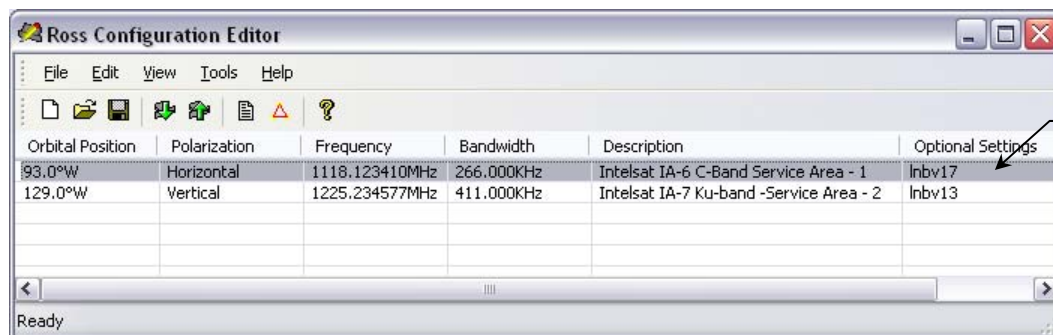 Ross Configuration Editor
File Edit View Tools Help
Orbital Position Polarization Frequency Bandwidth Description Optional Settings
93.0°W Horizontal 1118.123410MHz 266.000KHz Intelsat IA-6 C-Band Service Area - 1 lnbv17
129.0°W Vertical 1225.234577MHz 411.000KHz Intelsat IA-7 Ku-band -Service Area - 2 lnbv13
Ready